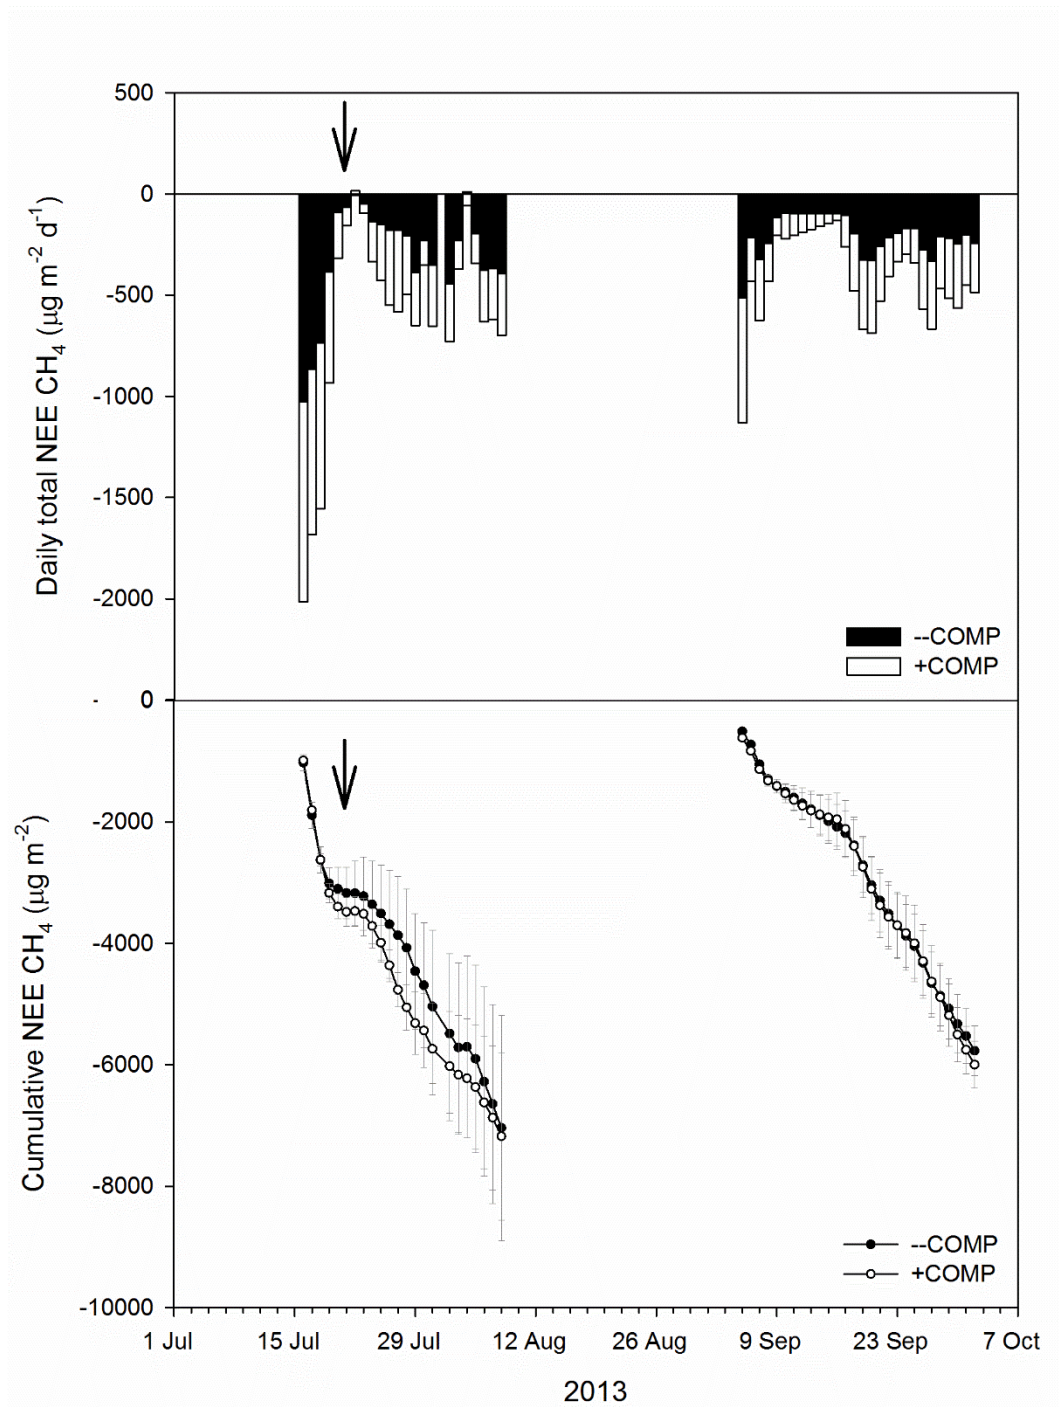 500
0
-500
-1000
-1500
-2000
Daily total NEE CH4 (µg m-2 d-1)
--COMP
+COMP
- 0
-2000
-4000
-6000
-8000
-10000
Cumulative NEE CH4 (µg m-2)
--COMP
+COMP
1 Jul 15 Jul 29 Jul 12 Aug 26 Aug 9 Sep 23 Sep 7 Oct
2013